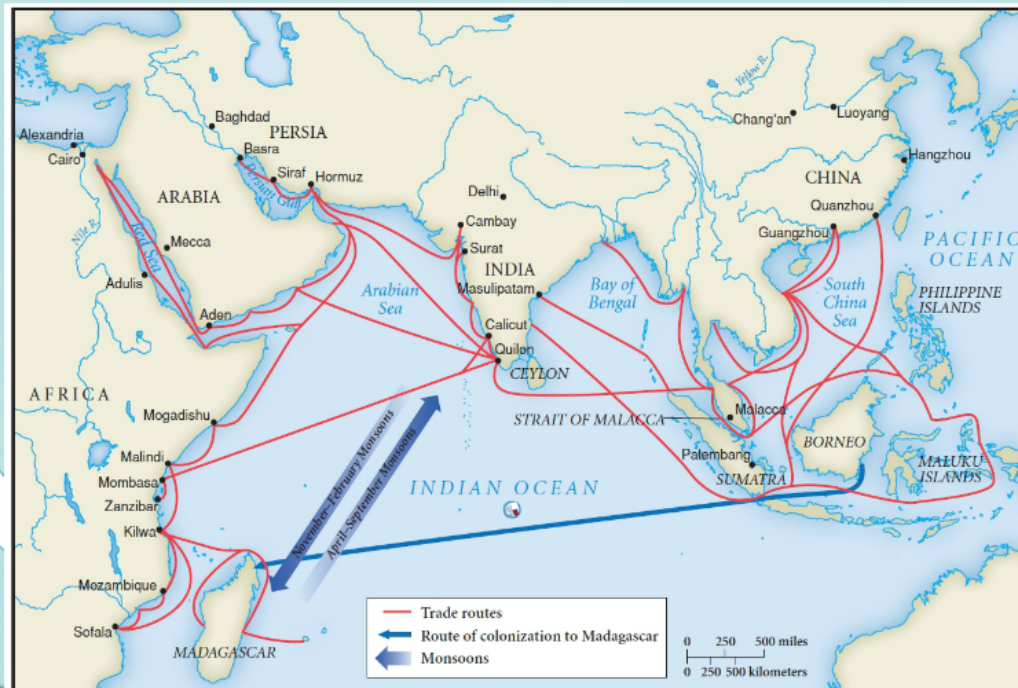 Yellow R.
Baghdad
Luoyang
Chang'an
Alexandria
PERSIA
Cairo
Basra
Hangzhou
Siraf
Hormuz
Persian Gulf
CHINA
Delhi
ARABIA
Quanzhou
Nile R.
Cambay
Guangzhou
PACIFIC
OCEAN
Red Sea
Mecca
Surat
INDIA
Adulis
Masulipatam
Bay of
Bengal
South
China
Sea
PHILIPPINE
ISLANDS
Arabian
Sea
Aden
Calicut
Quilon
CEYLON
AFRICA
Mogadishu
STRAIT OF MALACCA
Malacca
BORNEO
Malindi
Palembang
SUMATRA
MALUKU
ISLANDS
Mombasa
INDIAN OCEAN
Zanzibar
November–February Monsoons
April–September Monsoons
Kilwa
Mozambique
Sofala
MADAGASCAR
Trade routes
Route of colonization to Madagascar
Monsoons
0 250 500 miles
0 250 500 kilometers